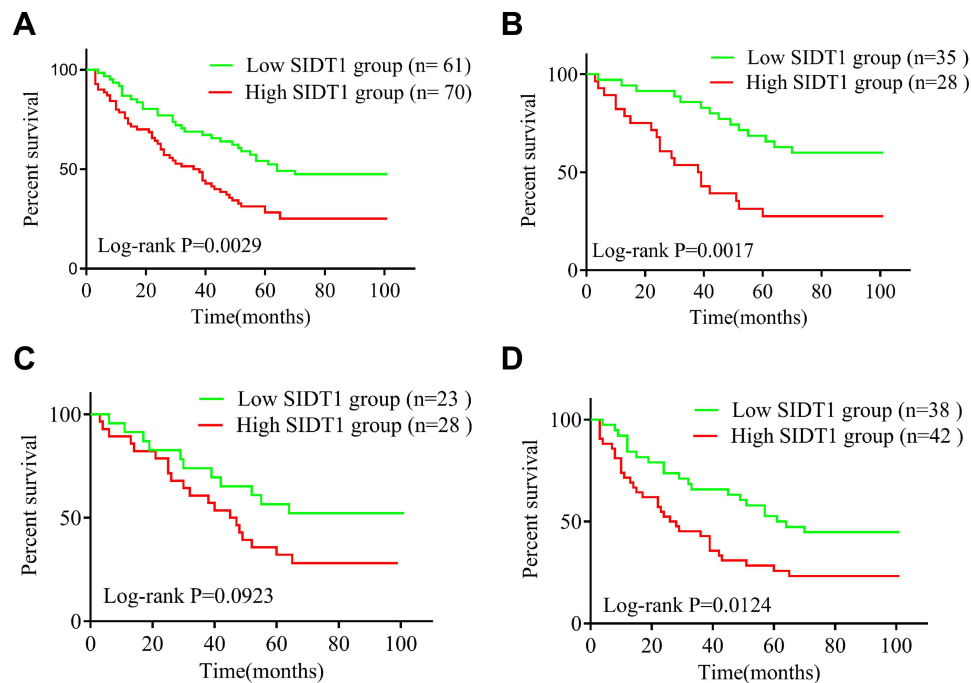 A
Low SIDT1 group (n= 61)
High SIDT1 group (n= 70)
Percent survival
100
50
0
Log-rank P=0.0029
0 20 40 60 80 100
Time(months)
B
Low SIDT1 group (n=35 )
High SIDT1 group (n=28 )
Percent survival
100
50
0
Log-rank P=0.0017
0 20 40 60 80 100
Time(months)
C
Low SIDT1 group (n=23 )
High SIDT1 group (n=28 )
Percent survival
100
50
0
Log-rank P=0.0923
0 20 40 60 80 100
Time(months)
D
Low SIDT1 group (n=38 )
High SIDT1 group (n=42 )
Percent survival
100
50
0
Log-rank P=0.0124
0 20 40 60 80 100
Time(months)